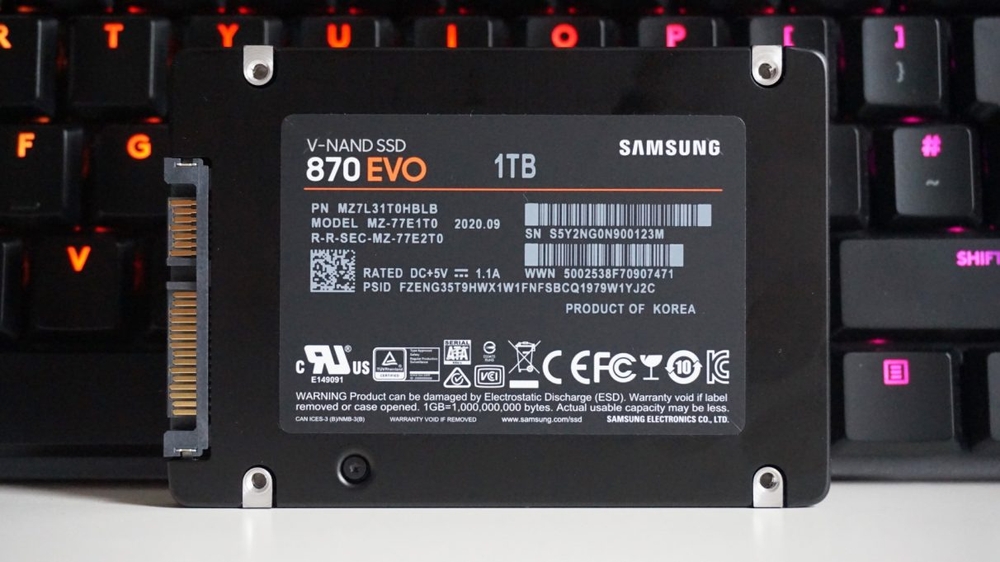 R T Y U I O P [ ]
}
F G # ~
V
SHIFT
V-NAND SSD
870 EVO
1TB
SAMSUNG
PN MZ7L31T0HBLB
MODEL MZ-77E1T0 2020.09
R-R-SEC-MZ-77E2T0
SN S5Y2NG0N900123M
WWN 5002538F70907471
RATED DC+5V 1.1A
PSID FZENG35T9HWX1W1FNFSBCQ1979W1YJ2C
PRODUCT OF KOREA
c RU® US
E149091
SERIAL
ATA
VCI
CE
FC
10
KC
WARNING Product can be damaged by Electrostatic Discharge (ESD). Warranty void if label
removed or case opened. 1GB=1,000,000,000 bytes. Actual usable capacity may be less.
CAN ICES-3 (B)/NMB-3(B) WARRANTY VOID IF REMOVED www.samsung.com/ssd SAMSUNG ELECTRONICS CO., LTD.